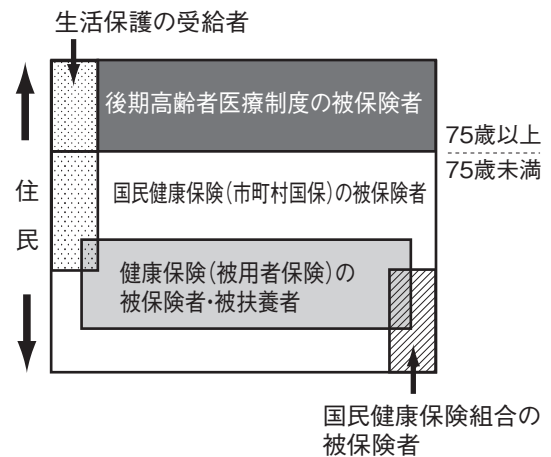 生活保護の受給者
後期高齢者医療制度の被保険者
75歳以上
75歳未満
住民
国民健康保険(市町村国保)の被保険者
健康保険(被用者保険)の
被保険者・被扶養者
国民健康保険組合の
被保険者